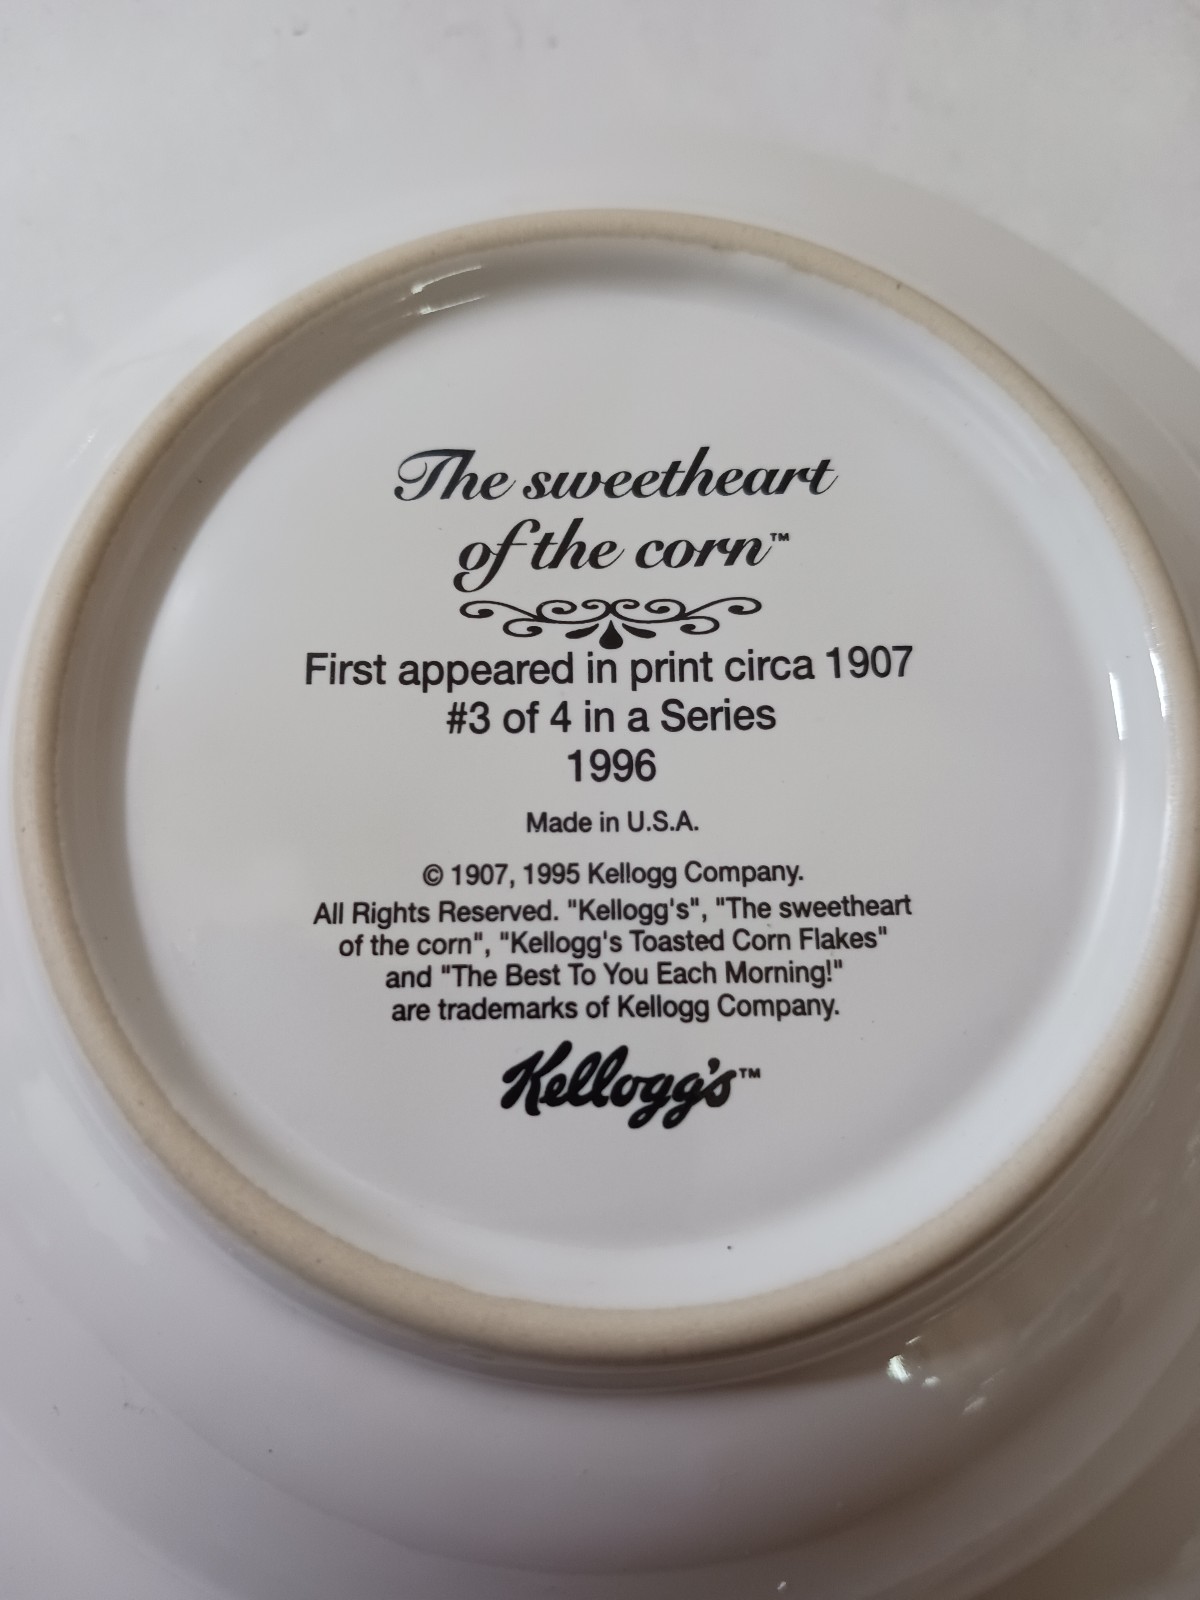 The sweetheart
of the corn™
First appeared in print circa 1907
#3 of 4 in a Series
1996
Made in U.S.A.
© 1907, 1995 Kellogg Company.
All Rights Reserved. "Kellogg's", "The sweetheart
of the corn", "Kellogg's Toasted Corn Flakes"
and "The Best To You Each Morning!"
are trademarks of Kellogg Company.
Kellogg's™